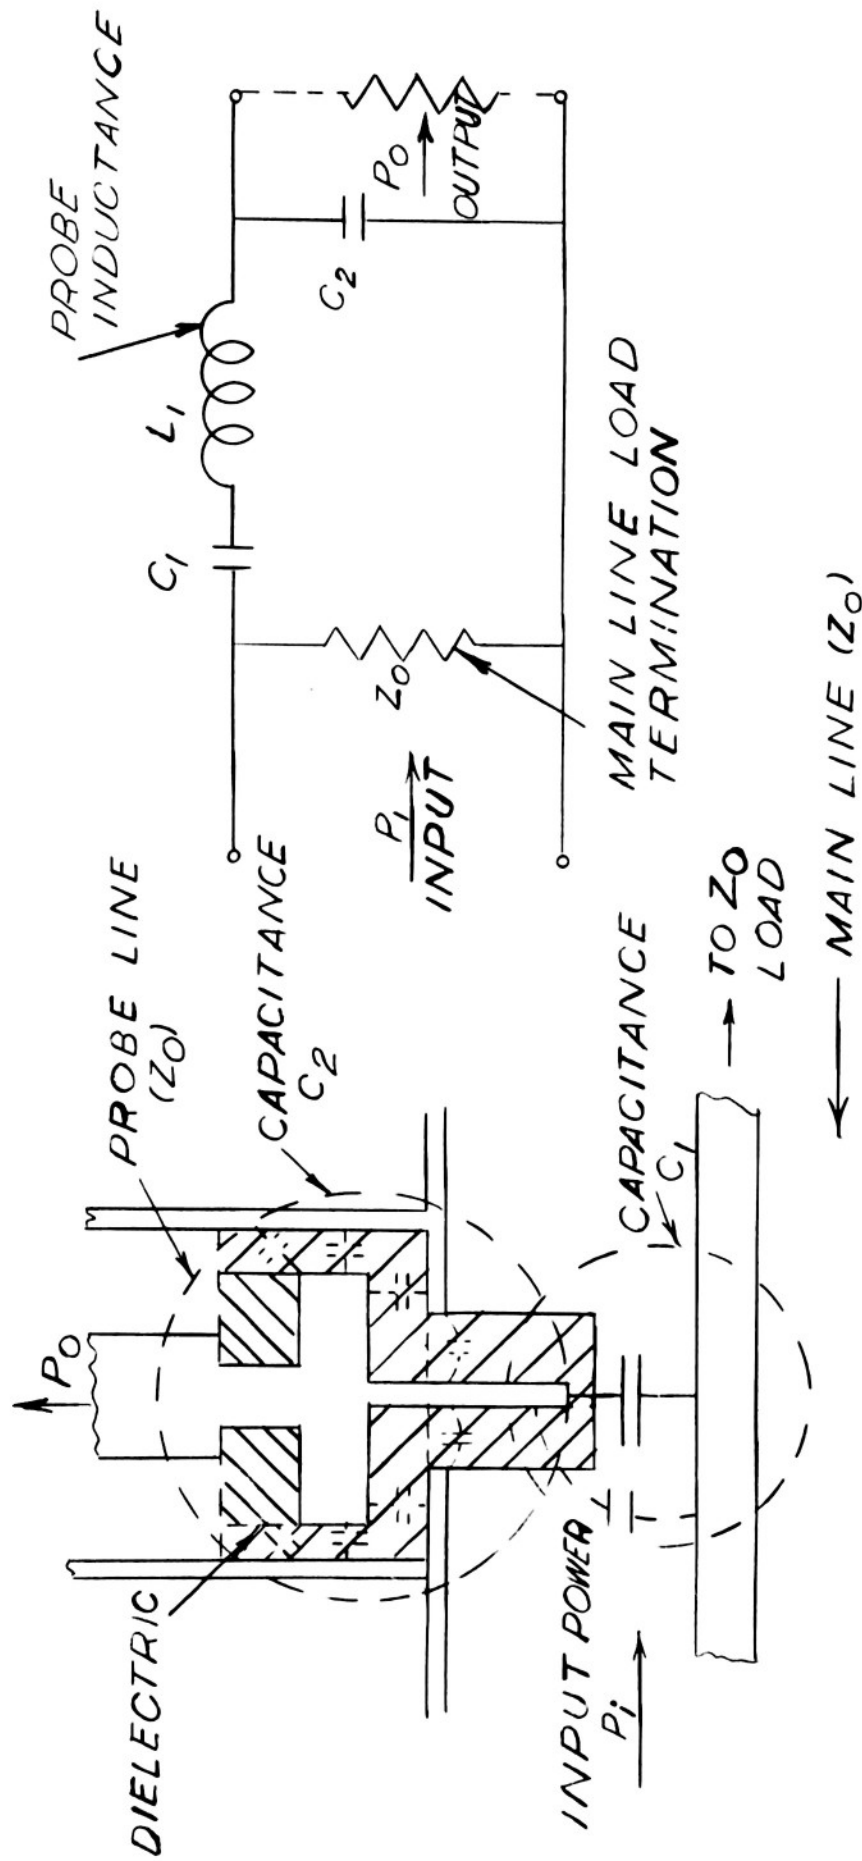 PROBE LINE
(Z0)
CAPACITANCE
C2
DIELECTRIC
P0
INPUT POWER
Pi
CAPACITANCE
C1
TO Z0
LOAD
MAIN LINE (Z0)
PROBE
INDUCTANCE
C1
L1
C2
P0
OUTPUT
Z0
P1
INPUT
MAIN LINE LOAD
TERMINATION